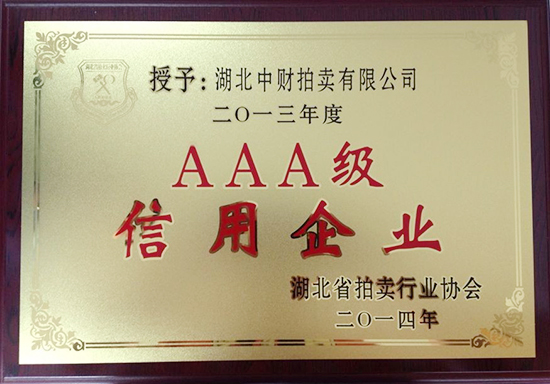 授予：湖北中财拍卖有限公司
二〇一三年度
AAA级
信用企业
湖北省拍卖行业协会
二〇一四年